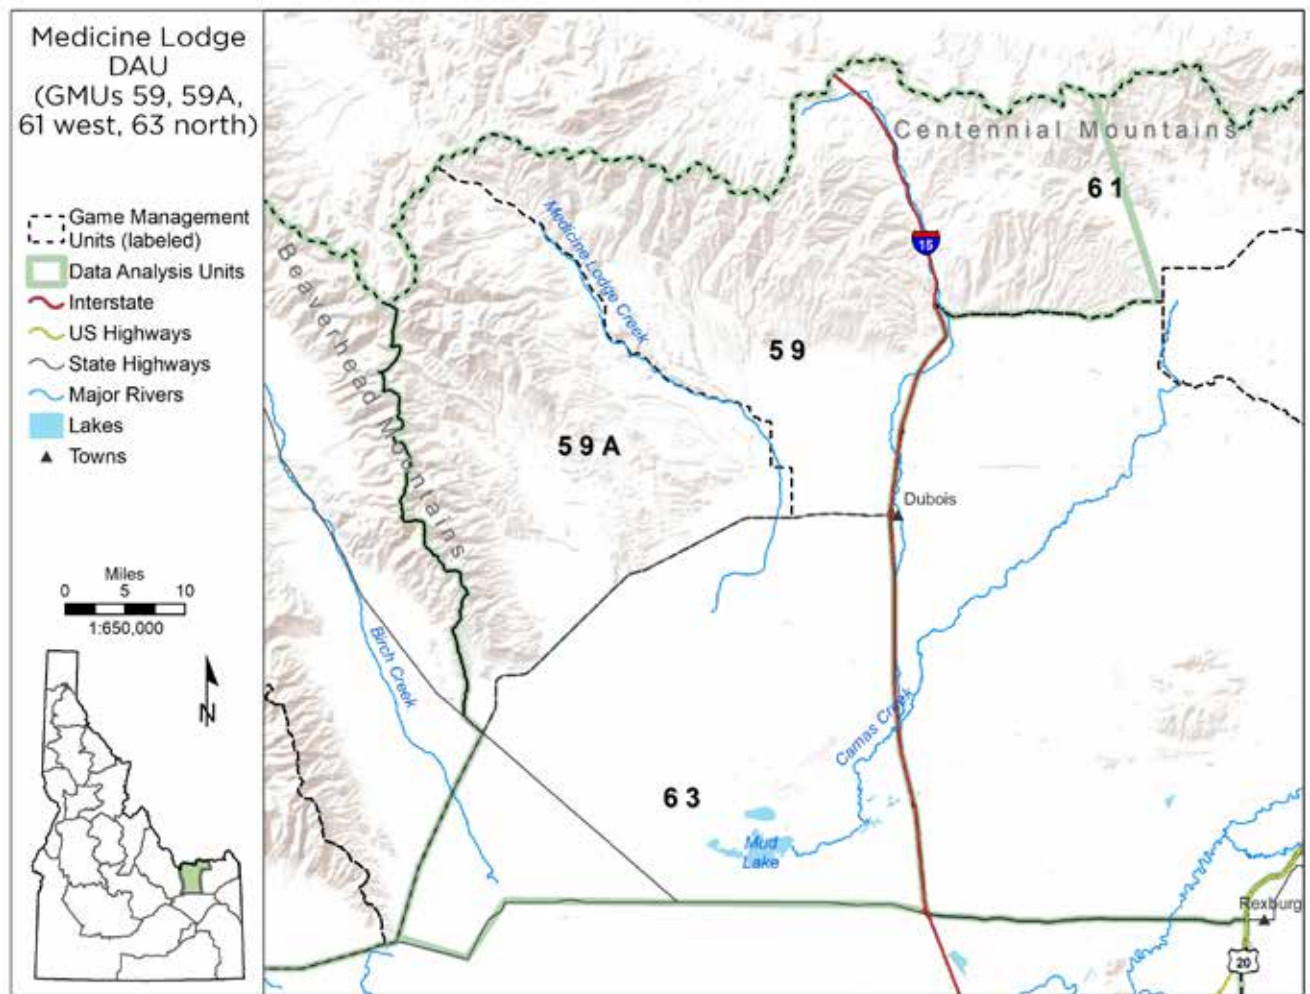 Medicine Lodge
DAU
(GMUs 59, 59A,
61 west, 63 north)
Game Management
Units (labeled)
Data Analysis Units
Interstate
US Highways
State Highways
Major Rivers
Lakes
Towns
Miles
0 5 10
1:650,000
N
Centennial Mountains
61
Medicine Lodge Creek
15
Beaverhead Mountains
59
59A
Dubois
Birch Creek
Camas Creek
63
Mud
Lake
Rexburg
20